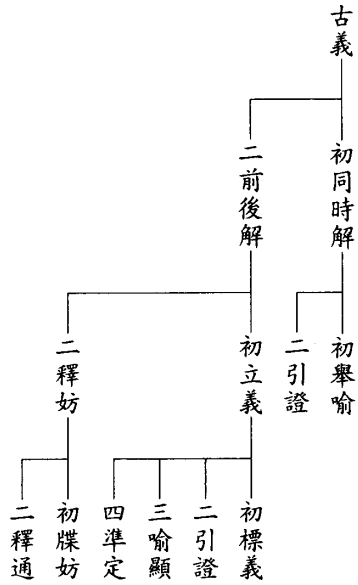 古義
初同時解
初舉喻
二引證
二前後解
初立義
初標義
二引證
三喻顯
四準定
二釋妨
初牒妨
二釋通